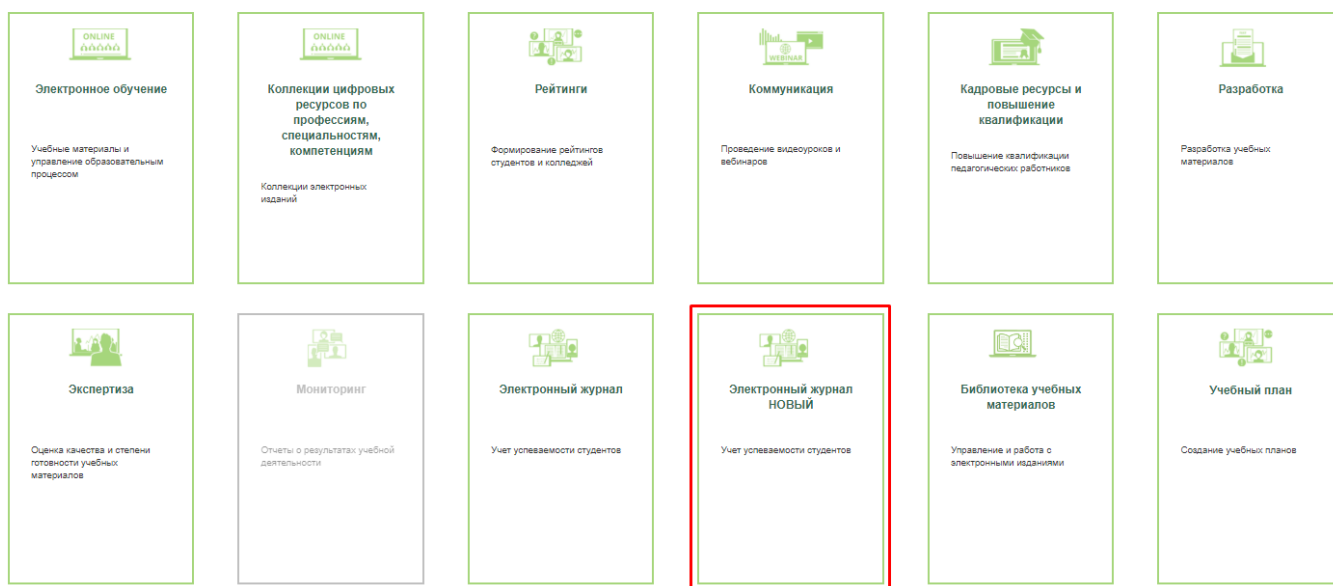 ONLINE
Электронное обучение
Учебные материалы и
управление образовательным
процессом
ONLINE
Коллекции цифровых
ресурсов по
профессиям,
специальностям,
компетенциям
Коллекции электронных
изданий
Рейтинги
Формирование рейтингов
студентов и колледжей
WEBINAR
Коммуникация
Проведение видеоуроков и
вебинаров
Кадровые ресурсы и
повышение
квалификации
Повышение квалификации
педагогических работников
Разработка
Разработка учебных
материалов
Экспертиза
Оценка качества и степени
готовности учебных
материалов
Мониторинг
Отчеты о результатах учебной
деятельности
Электронный журнал
Учет успеваемости студентов
Электронный журнал
НОВЫЙ
Учет успеваемости студентов
Библиотека учебных
материалов
Управление и работа с
электронными изданиями
Учебный план
Создание учебных планов